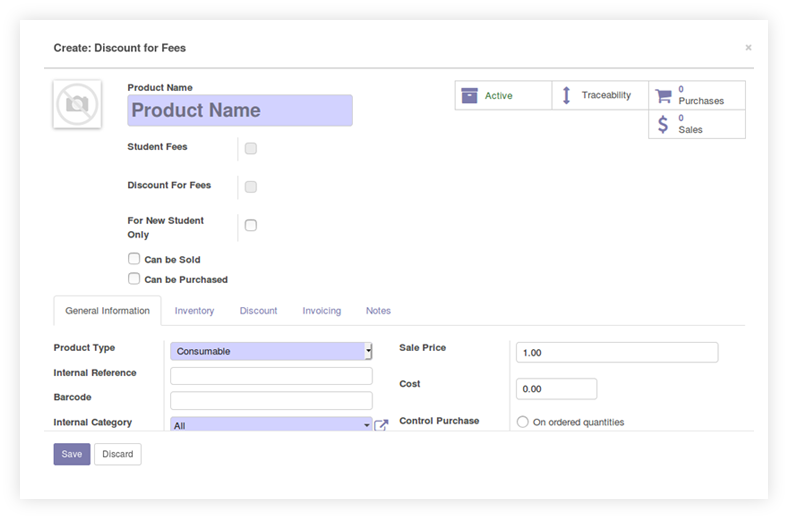 Create: Discount for Fees ×
Product Name
Product Name
Active
Traceability
0
Purchases
0
Sales
Student Fees
Discount For Fees
For New Student
Only
Can be Sold
Can be Purchased
General Information Inventory Discount Invoicing Notes
Product Type Consumable
Internal Reference
Barcode
Internal Category All
Sale Price 1.00
Cost 0.00
Control Purchase On ordered quantities
Save Discard